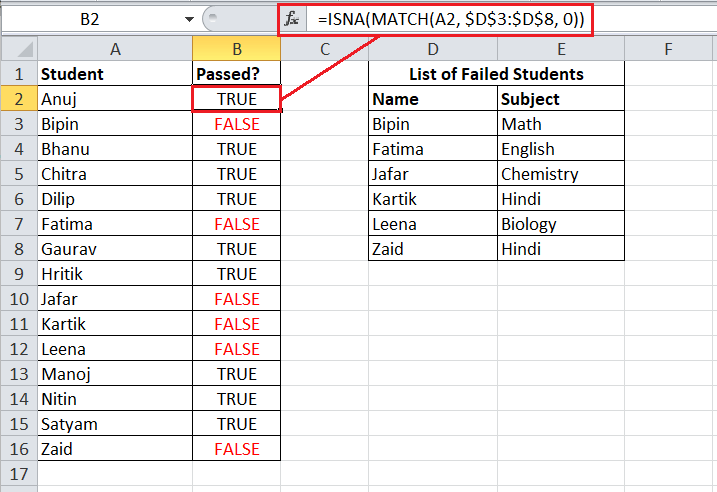 B2 fx =ISNA(MATCH(A2, $D$3:$D$8, 0))
A B C D E F
1 Student Passed? List of Failed Students
2 Anuj TRUE Name Subject
3 Bipin FALSE Bipin Math
4 Bhanu TRUE Fatima English
5 Chitra TRUE Jafar Chemistry
6 Dilip TRUE Kartik Hindi
7 Fatima FALSE Leena Biology
8 Gaurav TRUE Zaid Hindi
9 Hritik TRUE
10 Jafar FALSE
11 Kartik FALSE
12 Leena FALSE
13 Manoj TRUE
14 Nitin TRUE
15 Satyam TRUE
16 Zaid FALSE
17